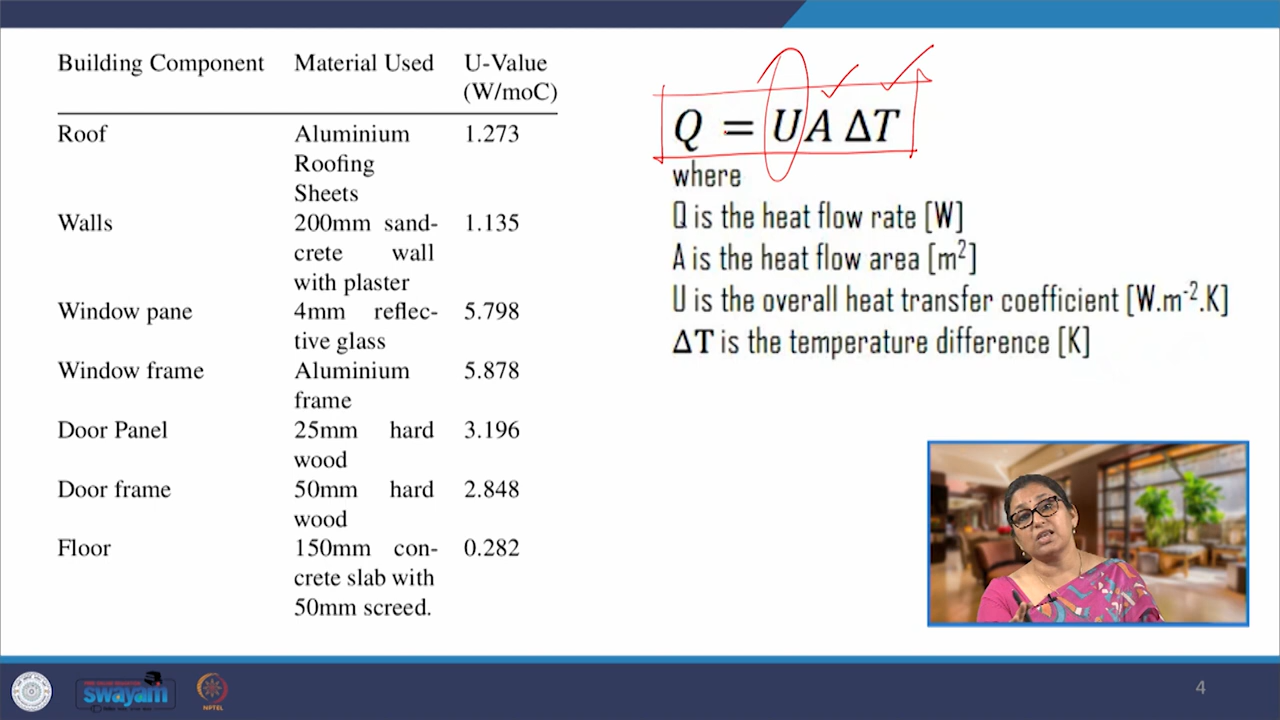 Building Component Material Used U-Value
(W/moC)
Roof Aluminium 1.273
Roofing
Sheets
Walls 200mm sand- 1.135
crete wall
with plaster
Window pane 4mm reflec- 5.798
tive glass
Window frame Aluminium 5.878
frame
Door Panel 25mm hard 3.196
wood
Door frame 50mm hard 2.848
wood
Floor 150mm con- 0.282
crete slab with
50mm screed.
Q = U A ΔT
where
Q is the heat flow rate [W]
A is the heat flow area [m²]
U is the overall heat transfer coefficient [W.m⁻².K]
ΔT is the temperature difference [K]
swayam
NPTEL
4